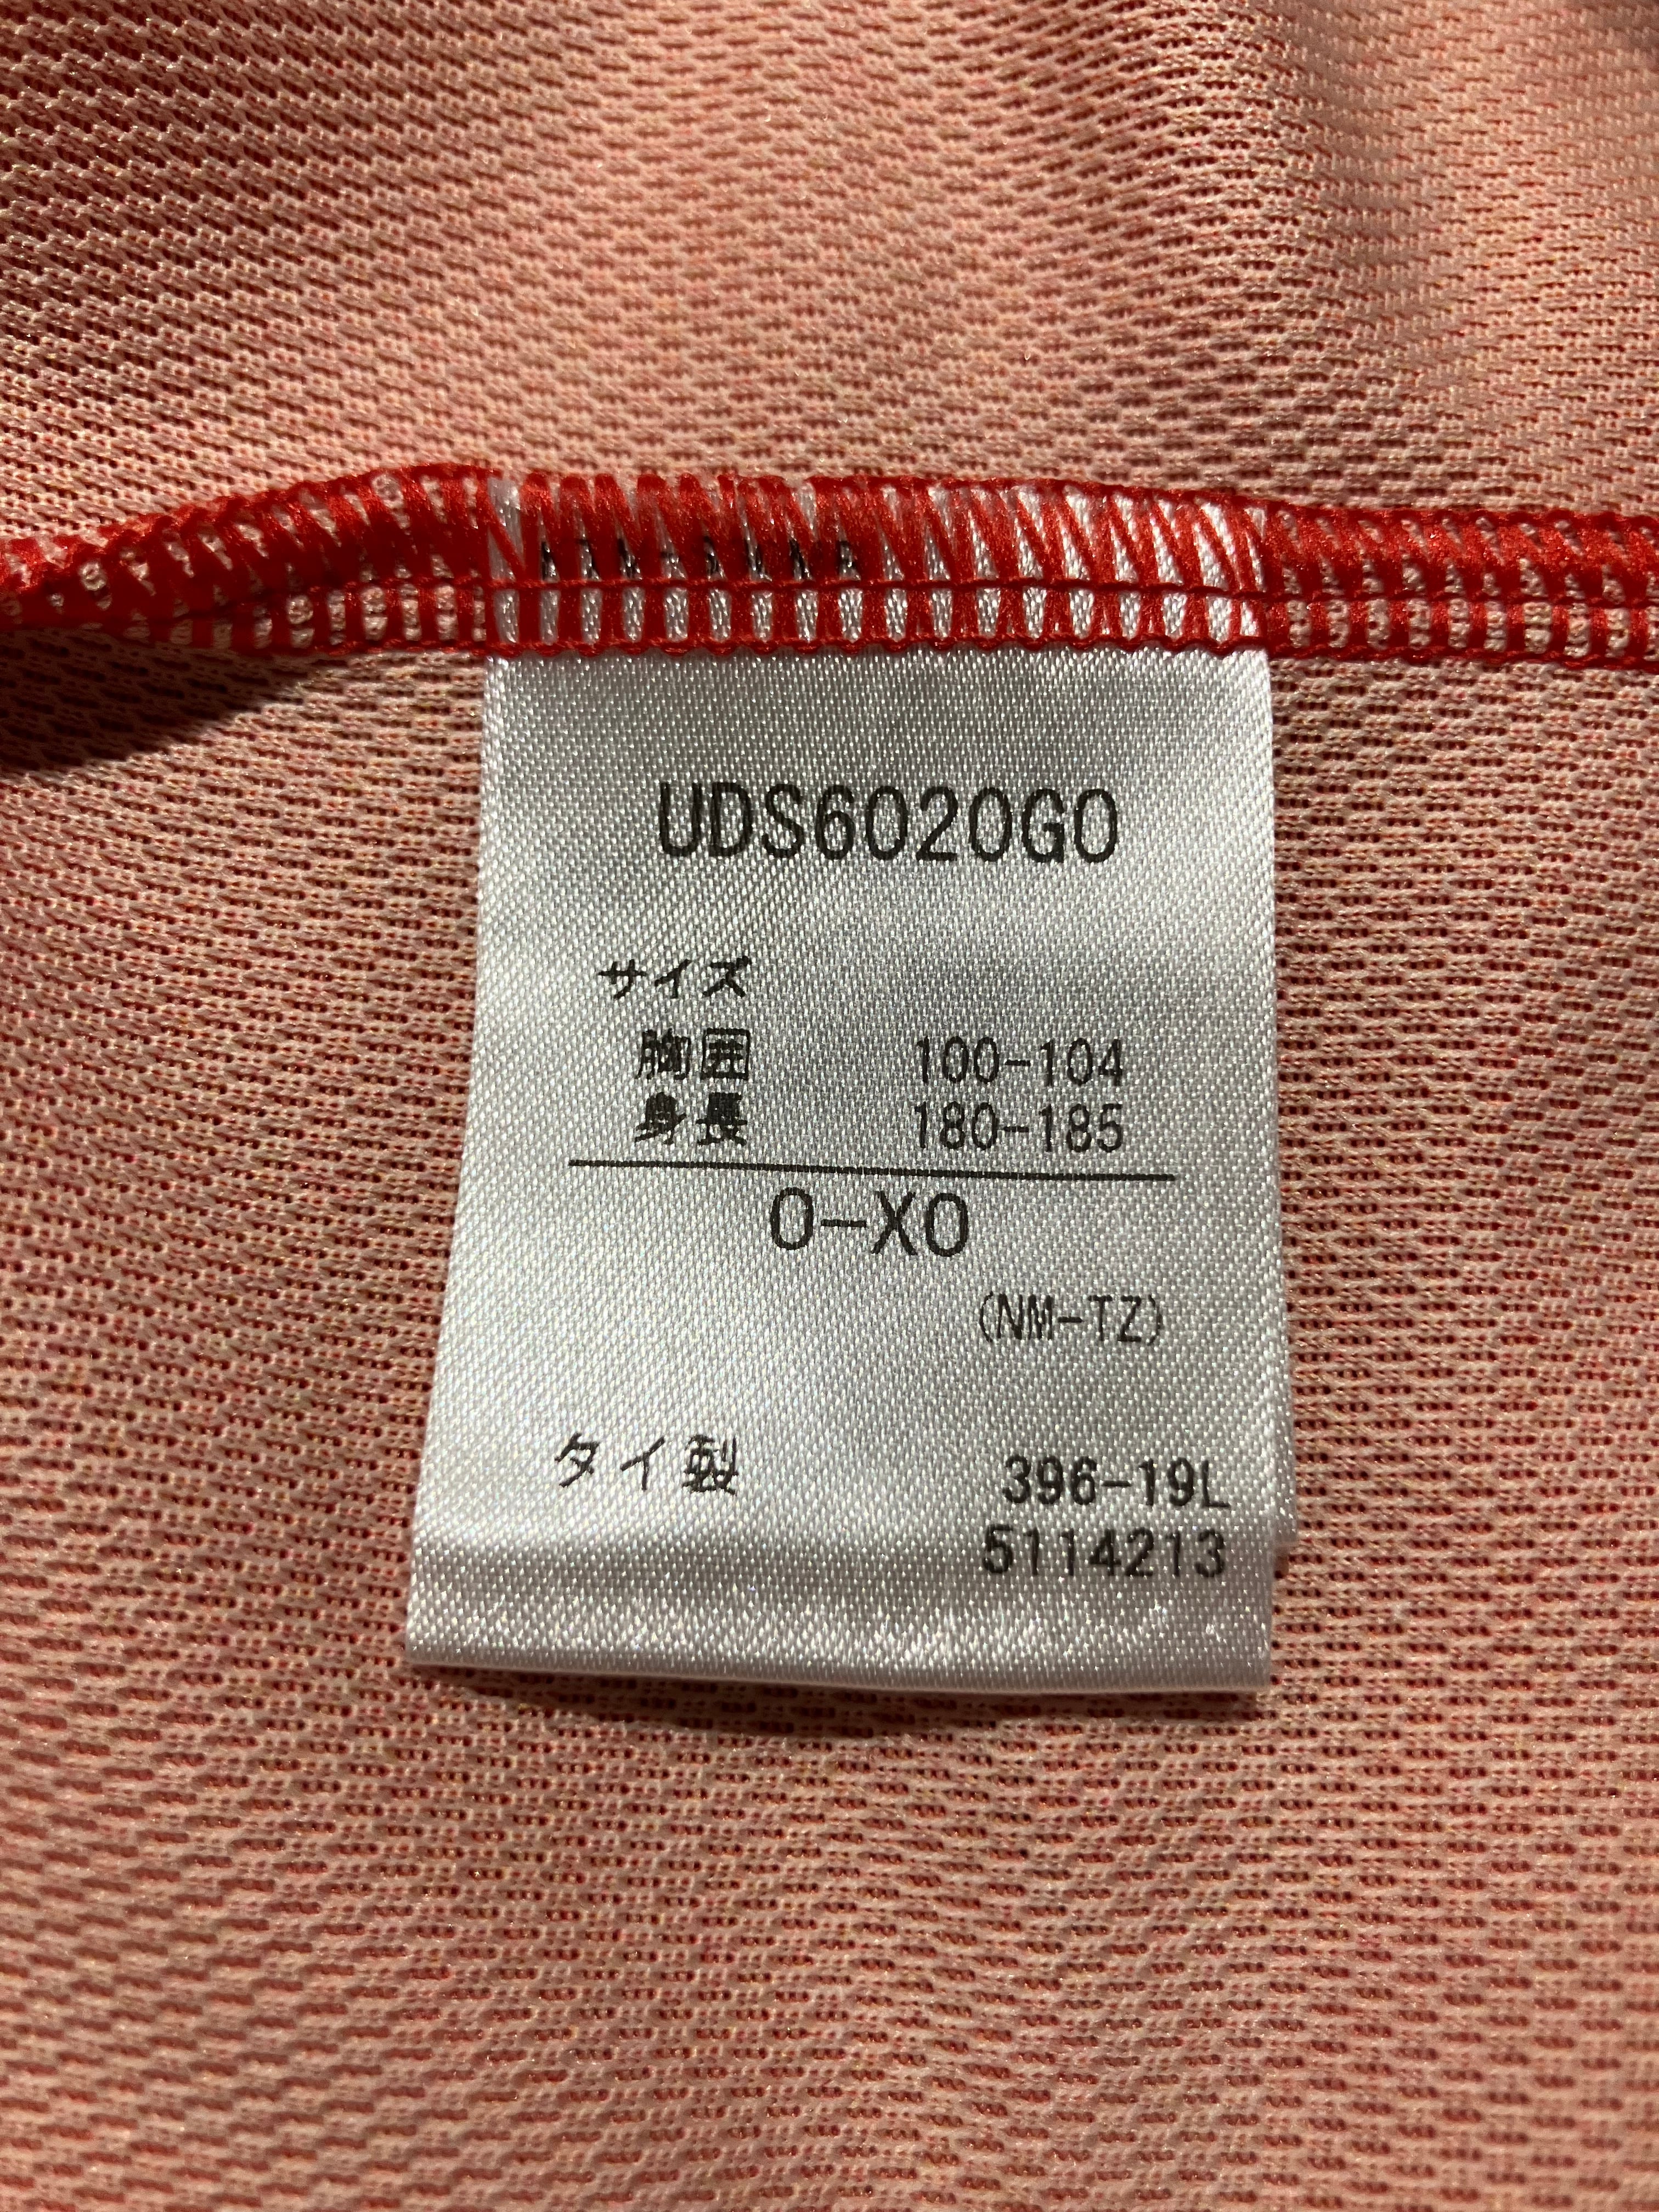 UDS6020GO
サイズ
胸囲 100-104
身長 180-185
O-XO
(NM-TZ)
タイ製 396-19L
5114213